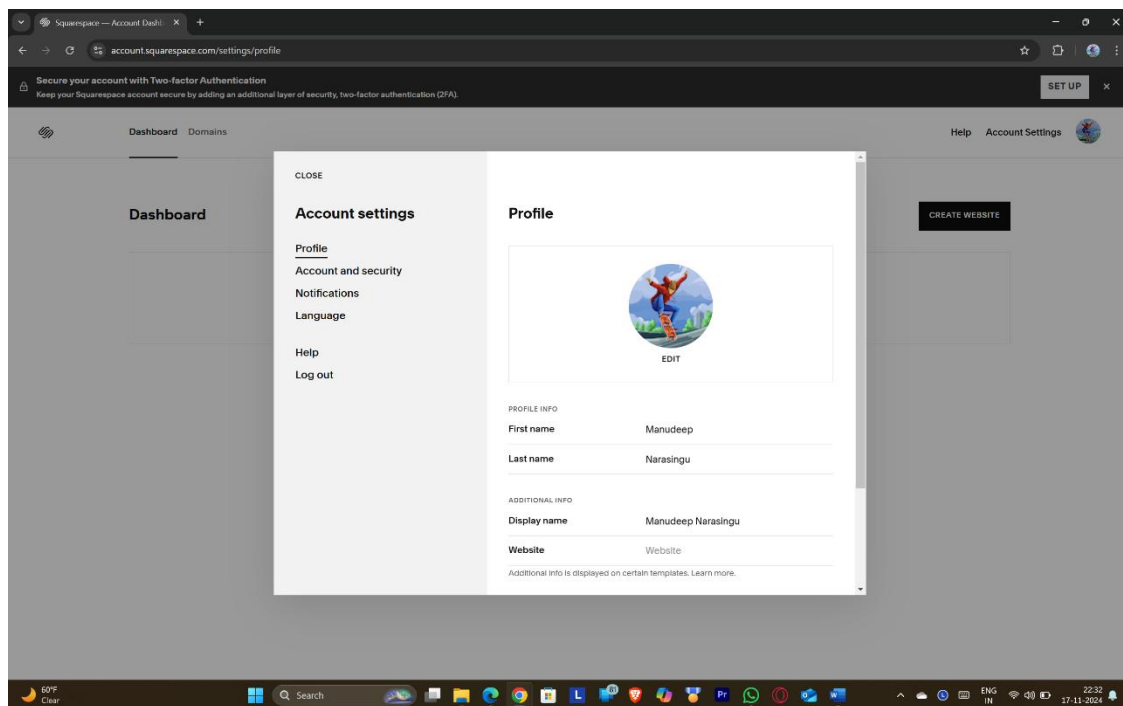 Squarespace — Account Dashb
account.squarespace.com/settings/profile
Secure your account with Two-factor Authentication
Keep your Squarespace account secure by adding an additional layer of security, two-factor authentication (2FA).
SET UP
Dashboard Domains
Help Account Settings
CLOSE
Dashboard
CREATE WEBSITE
Account settings
Profile
Account and security
Notifications
Language
Help
Log out
Profile
EDIT
PROFILE INFO
First name Manudeep
Last name Narasingu
ADDITIONAL INFO
Display name Manudeep Narasingu
Website Website
Additional info is displayed on certain templates. Learn more.
60°F
Clear
Search
L
81
Pr
W
ENG
IN
22:32
17-11-2024